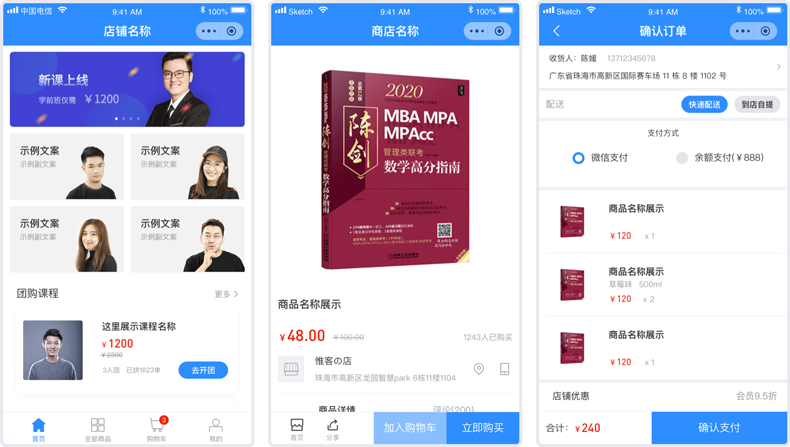 中国电信
9:41 AM
100%
店铺名称
新课上线
学前班仅需 ￥1200
示例文案
示例副文案
示例文案
示例副文案
示例文案
示例副文案
示例文案
示例副文案
团购课程
更多
这里展示课程名称
￥1200
￥2300
3人团 已拼1823单
去开团
首页
全部商品
3
购物车
我的
Sketch
9:41 AM
100%
商店名称
2020
MBA MPA
MPAcc
管理类联考
陈剑
数学高分指南
陈剑
数学高分指南
商品名称展示
￥48.00 ￥100.00
1243人已购买
惟客の店
珠海市高新区龙园智慧park 6栋11楼1104
商品详情
评论(200)
首页
分享
加入购物车
立即购买
Sketch
9:41 AM
100%
确认订单
收货人：陈媛 13712345678
广东省珠海市高新区国际赛车场 11 栋 8 楼 1102 号
配送
快递配送
到店自提
支付方式
微信支付
余额支付(￥888)
商品名称展示
￥120 x 1
商品名称展示
草莓味 500ml
￥120 x 2
商品名称展示
￥120 x 1
店铺优惠
会员9.5折
合计：￥240
确认支付